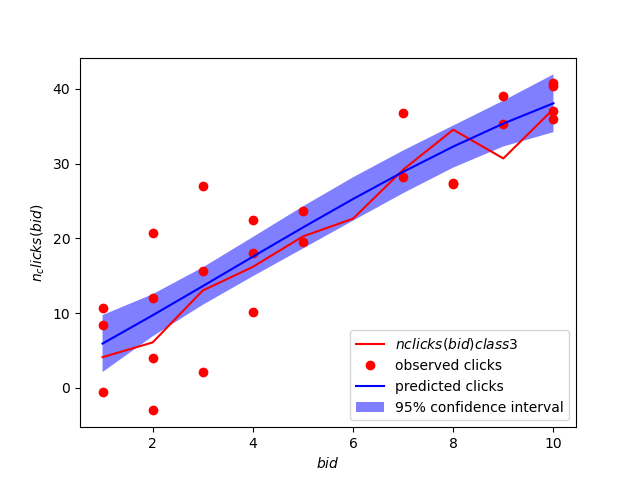 40
30
20
10
0
2
4
6
8
10
n_clicks(bid)
bid
nclicks(bid)class3
observed clicks
predicted clicks
95% confidence interval